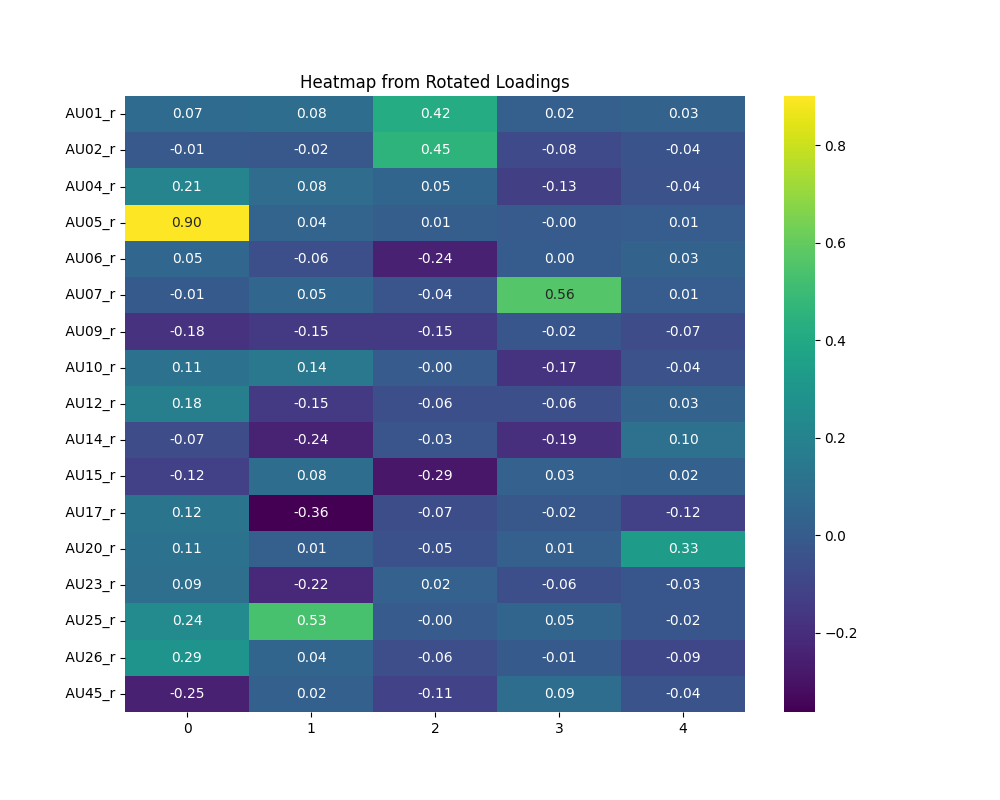 Heatmap from Rotated Loadings
AU01_r 0.07 0.08 0.42 0.02 0.03
AU02_r -0.01 -0.02 0.45 -0.08 -0.04
AU04_r 0.21 0.08 0.05 -0.13 -0.04
AU05_r 0.90 0.04 0.01 -0.00 0.01
AU06_r 0.05 -0.06 -0.24 0.00 0.03
AU07_r -0.01 0.05 -0.04 0.56 0.01
AU09_r -0.18 -0.15 -0.15 -0.02 -0.07
AU10_r 0.11 0.14 -0.00 -0.17 -0.04
AU12_r 0.18 -0.15 -0.06 -0.06 0.03
AU14_r -0.07 -0.24 -0.03 -0.19 0.10
AU15_r -0.12 0.08 -0.29 0.03 0.02
AU17_r 0.12 -0.36 -0.07 -0.02 -0.12
AU20_r 0.11 0.01 -0.05 0.01 0.33
AU23_r 0.09 -0.22 0.02 -0.06 -0.03
AU25_r 0.24 0.53 -0.00 0.05 -0.02
AU26_r 0.29 0.04 -0.06 -0.01 -0.09
AU45_r -0.25 0.02 -0.11 0.09 -0.04
0 1 2 3 4
0.8
0.6
0.4
0.2
0.0
−0.2